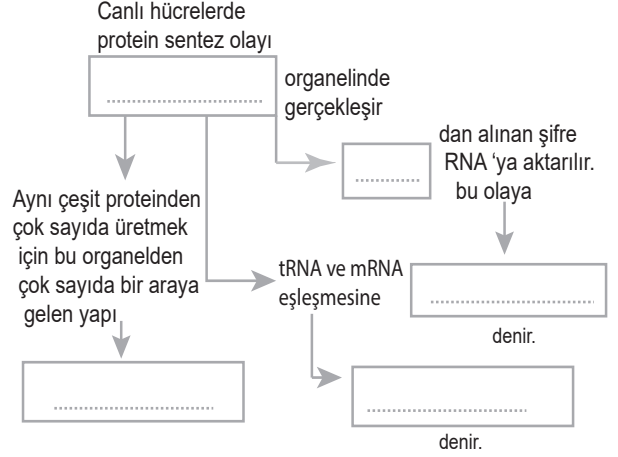 Canlı hücrelerde
protein sentez olayı
organelinde
gerçekleşir
dan alınan şifre
RNA ‘ya aktarılır.
bu olaya
denir.
Aynı çeşit proteinden
çok sayıda üretmek
için bu organelden
çok sayıda bir araya
gelen yapı
tRNA ve mRNA
eşleşmesine
denir.